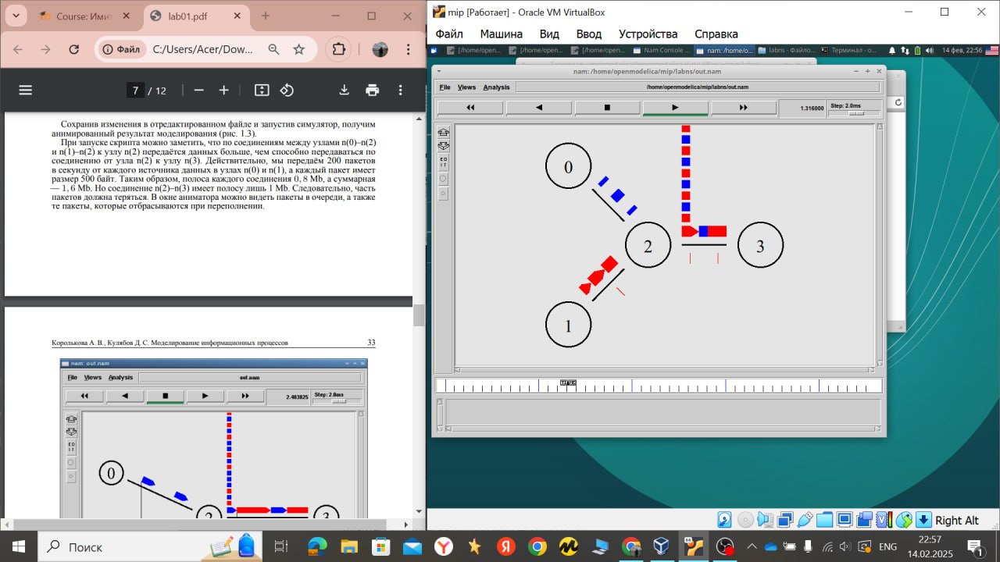 Course: Ими
lab01.pdf
Файл
C:/Users/Acer/Dow...
7 / 12
Сохранив изменения в отредактированном файле и запустив симулятор, получим
анимированный результат моделирования (рис. 1.3).
При запуске скрипта можно заметить, что по соединениям между узлами n(0)–n(2)
и n(1)–n(2) к узлу n(2) передаётся данных больше, чем способно передаваться по
соединению от узла n(2) к узлу n(3). Действительно, мы передаём 200 пакетов
в секунду от каждого источника данных в узлах n(0) и n(1), а каждый пакет имеет
размер 500 байт. Таким образом, полоса каждого соединения 0, 8 Mb, а суммарная
— 1, 6 Mb. Но соединение n(2)–n(3) имеет полосу лишь 1 Mb. Следовательно, часть
пакетов должна теряться. В окне аниматора можно видеть пакеты в очереди, а также
те пакеты, которые отбрасываются при переполнении.
Королькова А. В., Кулябов Д. С. Моделирование информационных процессов
33
nam: out.nam
File Views Analysis
out.nam
2.403825
Step: 2.0ms
ED
IT
0
2
3
mip [Работает] - Oracle VM VirtualBox
Файл Машина Вид Ввод Устройства Справка
[/home/open...
[/home/open...
[/home/open...
Nam Console ...
nam: /home/o...
labns - Файло...
Терминал - o...
14 фев, 22:56
nam: /home/openmodelica/mip/labns/out.nam
File Views Analysis
/home/openmodelica/mip/labns/out.nam
1.316000
Step: 2.0ms
ED
IT
0
2
3
1
TIME
Right Alt
Поиск
ENG
22:57
14.02.2025
1